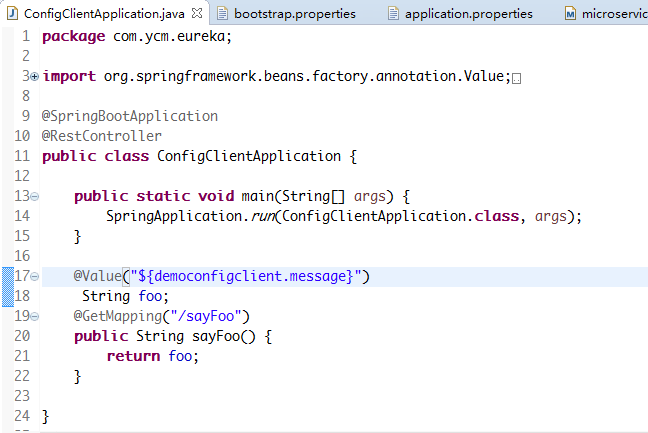 ConfigClientApplication.java bootstrap.properties application.properties microservic
1 package com.ycm.eureka;
2
3 import org.springframework.beans.factory.annotation.Value;
8
9 @SpringBootApplication
10 @RestController
11 public class ConfigClientApplication {
12
13 public static void main(String[] args) {
14 SpringApplication.run(ConfigClientApplication.class, args);
15 }
16
17 @Value("${democonfigclient.message}")
18 String foo;
19 @GetMapping("/sayFoo")
20 public String sayFoo() {
21 return foo;
22 }
23
24 }